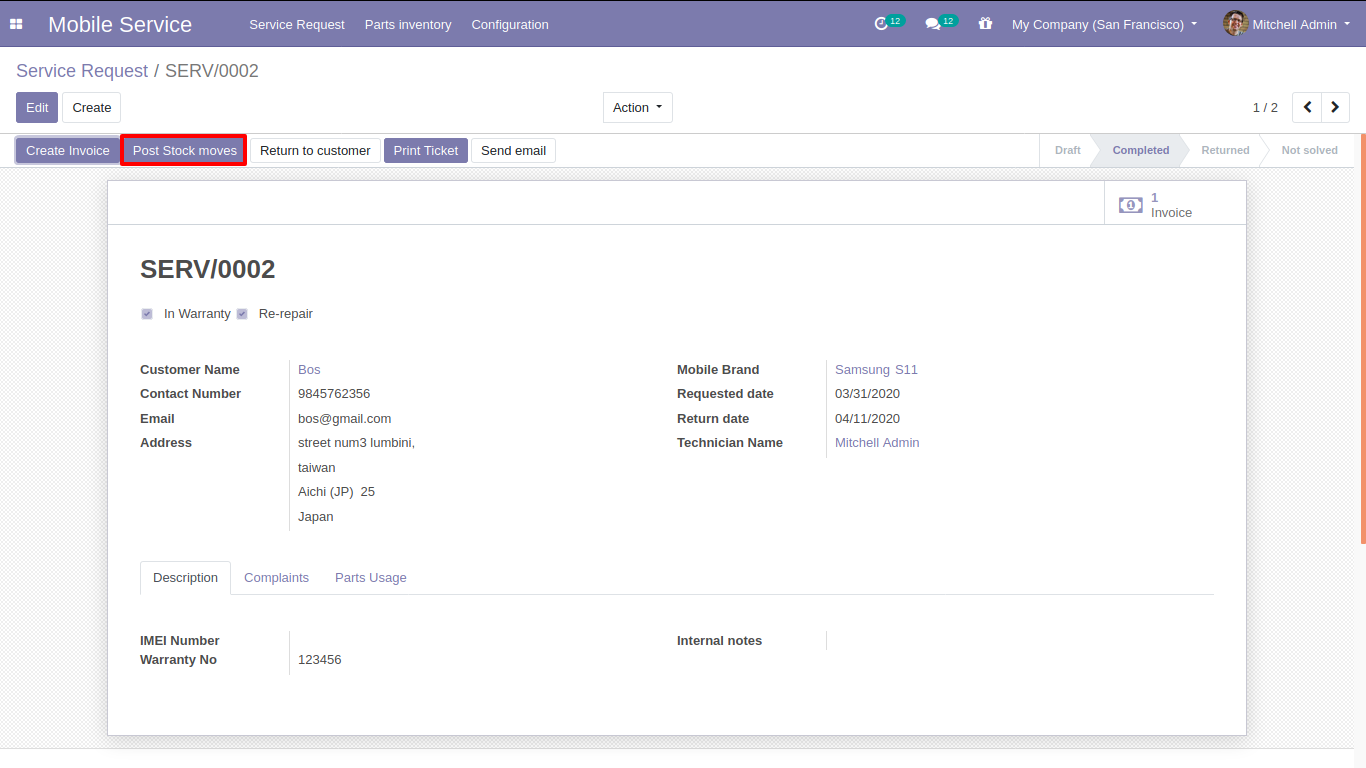 Mobile Service Service Request Parts inventory Configuration 12 12 My Company (San Francisco) Mitchell Admin
Service Request / SERV/0002
Edit Create Action 1 / 2
Create Invoice Post Stock moves Return to customer Print Ticket Send email Draft Completed Returned Not solved
1
Invoice
SERV/0002
In Warranty Re-repair
Customer Name Bos Mobile Brand Samsung S11
Contact Number 9845762356 Requested date 03/31/2020
Email bos@gmail.com Return date 04/11/2020
Address street num3 lumbini, Technician Name Mitchell Admin
taiwan
Aichi (JP) 25
Japan
Description Complaints Parts Usage
IMEI Number Internal notes
Warranty No 123456